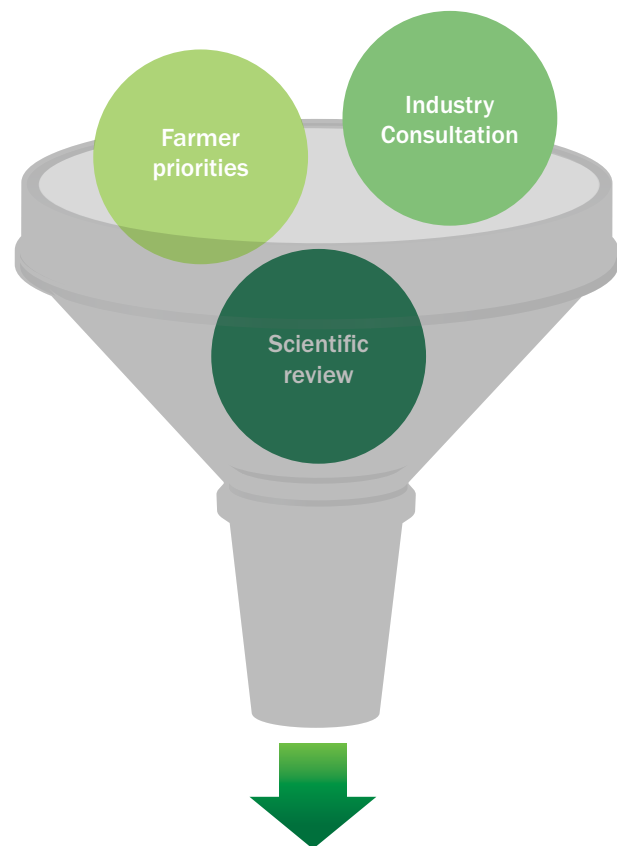 Farmer
priorities
Industry
Consultation
Scientific
review